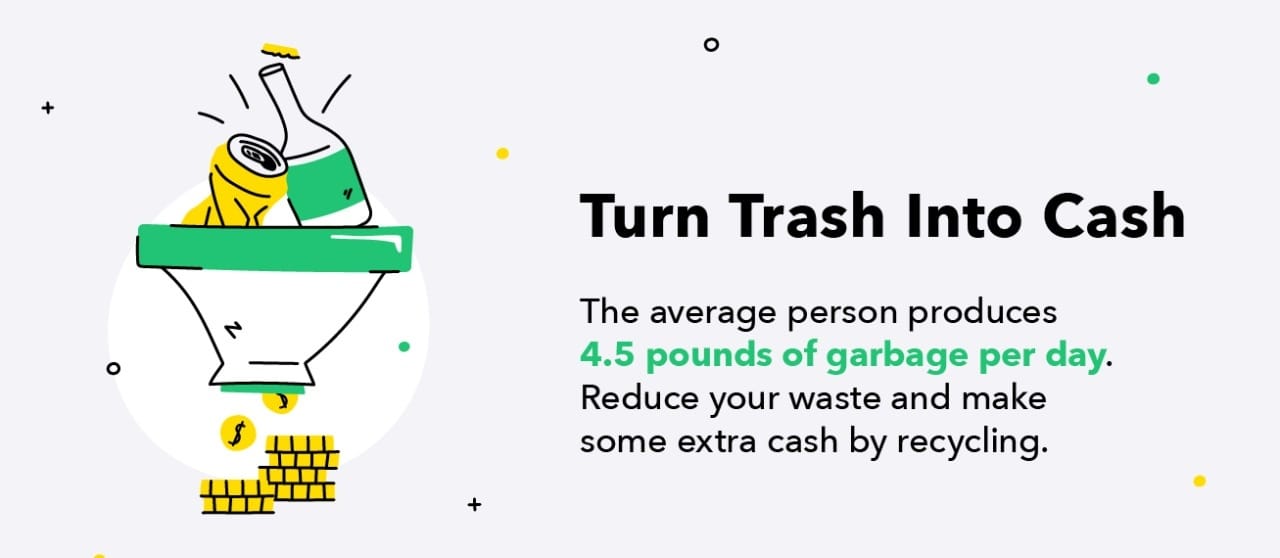 Turn Trash Into Cash
The average person produces
4.5 pounds of garbage per day.
Reduce your waste and make
some extra cash by recycling.
$